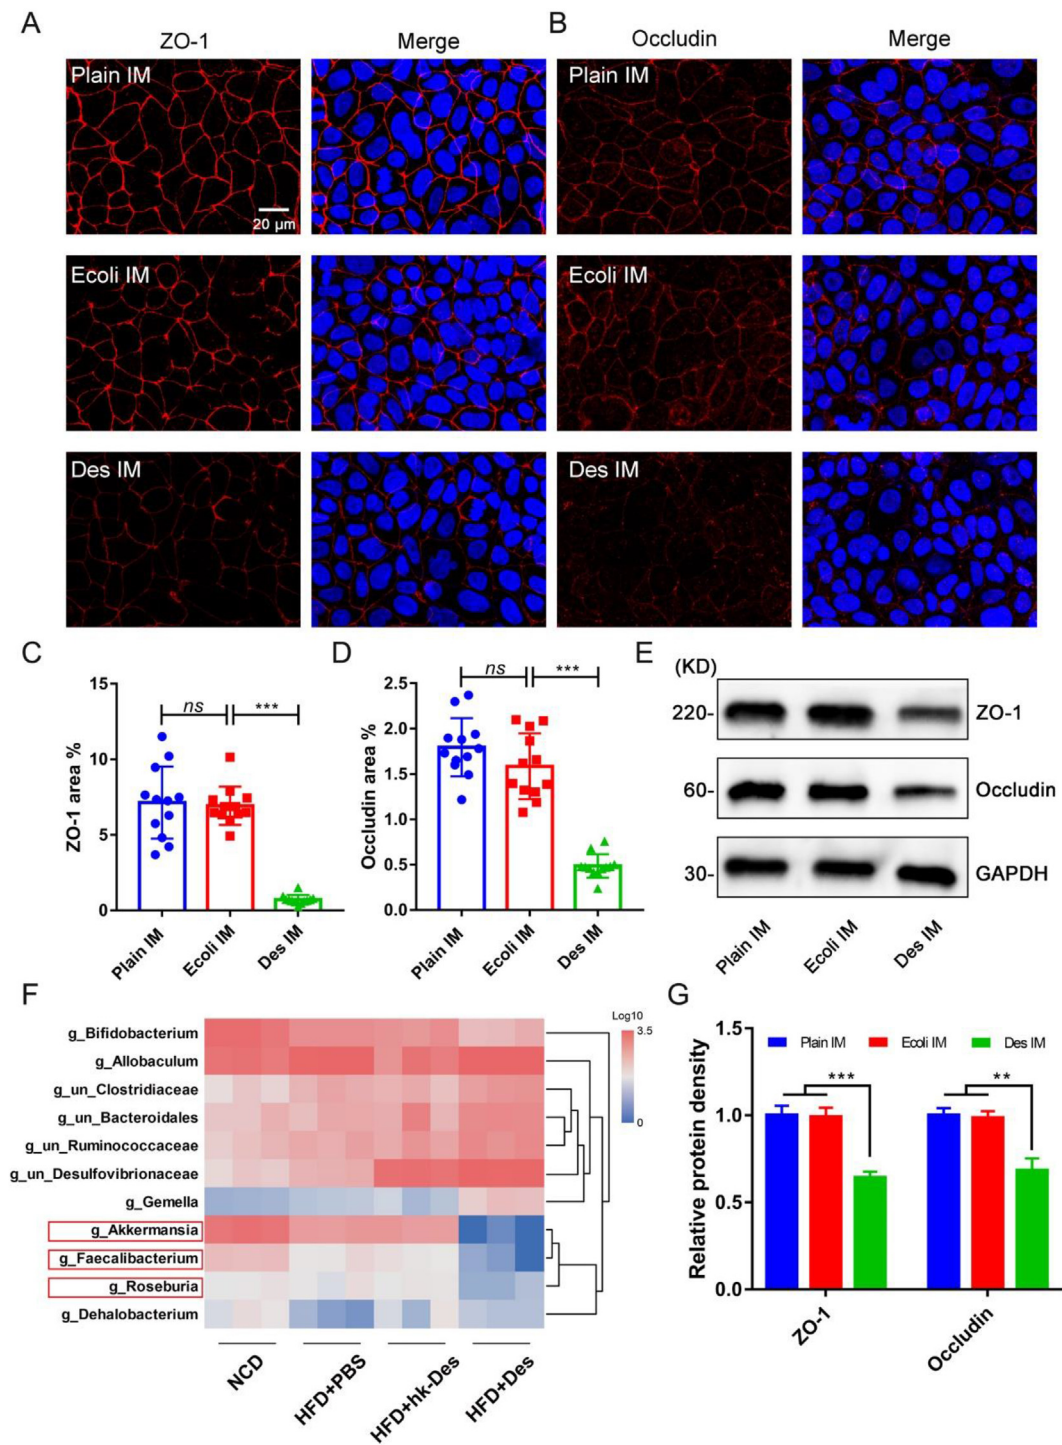 A
ZO-1
Merge
B
Occludin
Merge
Plain IM
20 µm
Plain IM
Ecoli IM
Ecoli IM
Des IM
Des IM
C
ZO-1 area %
15
10
5
0
ns
***
Plain IM
Ecoli IM
Des IM
D
Occludin area %
2.5
2.0
1.5
1.0
0.5
0.0
ns
***
Plain IM
Ecoli IM
Des IM
E
(KD)
220-
ZO-1
60-
Occludin
30-
GAPDH
Plain IM
Ecoli IM
Des IM
F
Log10
3.5
0
g_Bifidobacterium
g_Allobaculum
g_un_Clostridiaceae
g_un_Bacteroidales
g_un_Ruminococcaceae
g_un_Desulfovibrionaceae
g_Gemella
g_Akkermansia
g_Faecalibacterium
g_Roseburia
g_Dehalobacterium
NCD
HFD+PBS
HFD+hk-Des
HFD+Des
G
Relative protein density
1.5
1.0
0.5
0.0
Plain IM
Ecoli IM
Des IM
***
**
ZO-1
Occludin